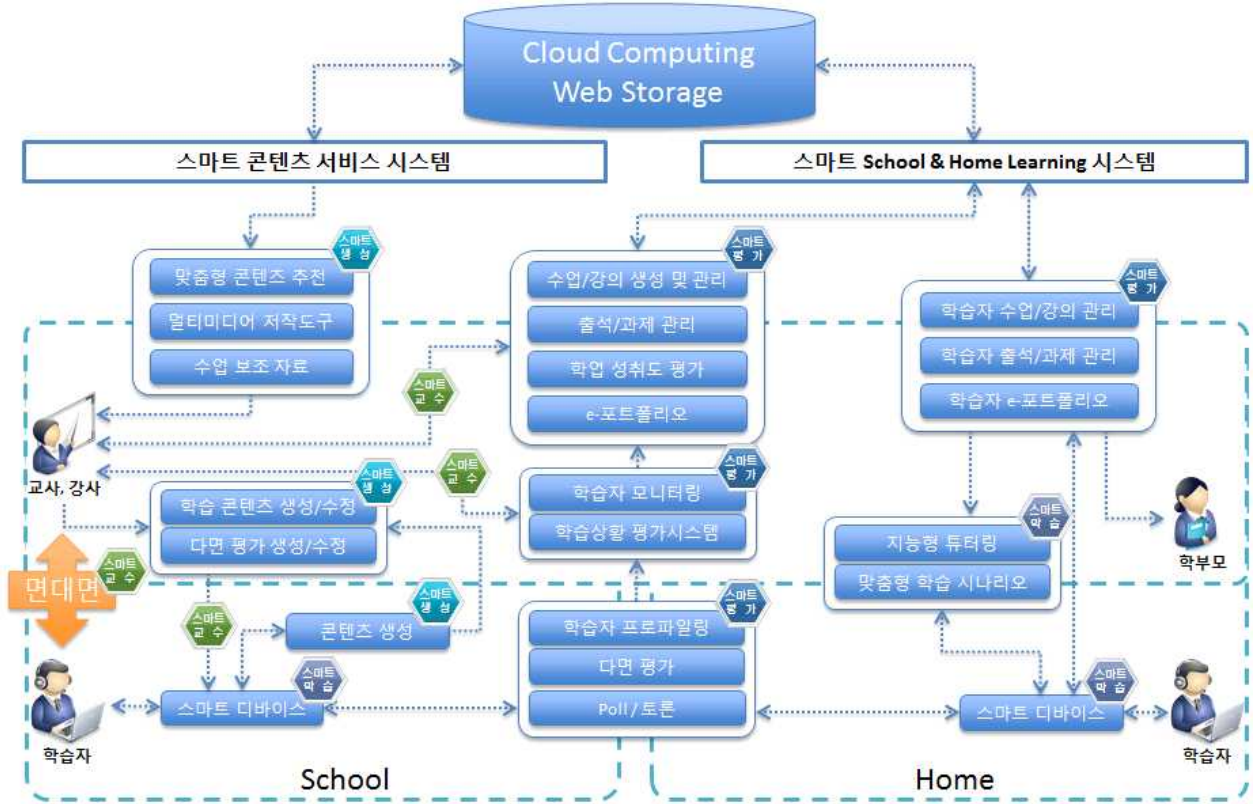 Cloud Computing
Web Storage
스마트 콘텐츠 서비스 시스템
스마트 School & Home Learning 시스템
스마트
생 성
맞춤형 콘텐츠 추전
멀티미디어 저작도구
수업 보조 자료
스마트
평 가
수업/강의 생성 및 관리
출석/과제 관리
학업 성취도 평가
e-포트폴리오
스마트
평 가
학습자 수업/강의 관리
학습자 출석/과제 관리
학습자 e-포트폴리오
스마트
교 수
교사, 강사
스마트
교 수
스마트
생 성
학습 콘텐츠 생성/수정
다면 평가 생성/수정
스마트
평 가
학습자 모니터링
학습상황 평가시스템
스마트
학 습
지능형 튜터링
맞춤형 학습 시나리오
학부모
면대면
스마트
교 수
스마트
교 수
스마트
생 성
콘텐츠 생성
스마트
평 가
학습자 프로파일링
다면 평가
Poll / 토론
스마트
학 습
스마트 디바이스
학습자
스마트
학 습
스마트 디바이스
학습자
School
Home